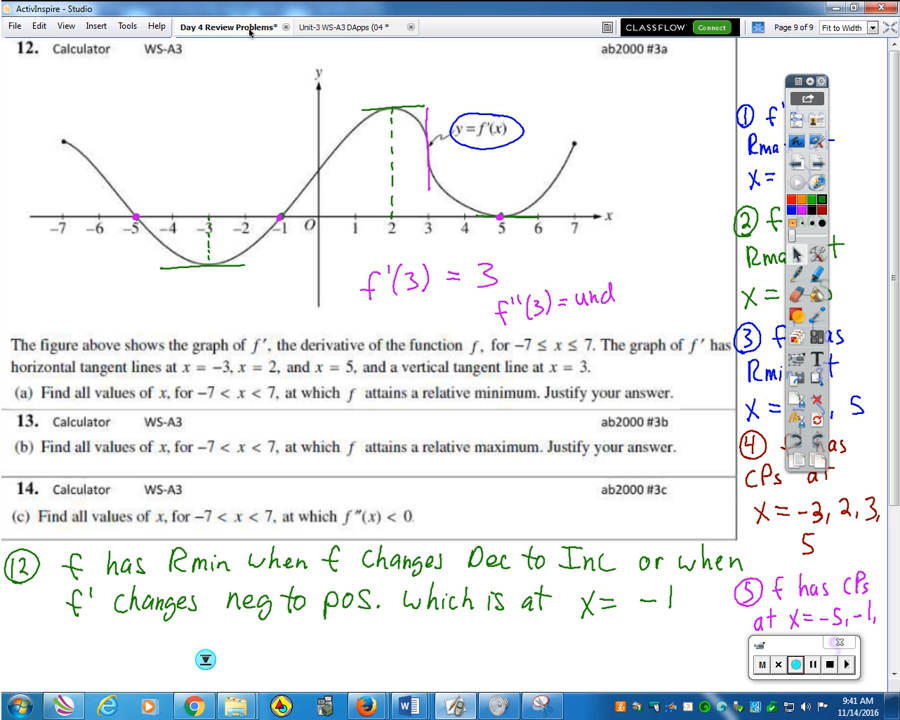 ActivInspire - Studio
File Edit View Insert Tools Help
Day 4 Review Problems* Unit-3 WS-A3 DApps (04 *
CLASSFLOW Connect Page 9 of 9 Fit to Width
12. Calculator WS-A3 ab2000 #3a
y
y = f'(x)
x
-7 -6 -5 -4 -3 -2 -1 O 1 2 3 4 5 6 7
f'(3) = 3
f''(3) = und
The figure above shows the graph of f′, the derivative of the function f, for −7 ≤ x ≤ 7. The graph of f′ has
horizontal tangent lines at x = −3, x = 2, and x = 5, and a vertical tangent line at x = 3.
(a) Find all values of x, for −7 < x < 7, at which f attains a relative minimum. Justify your answer.
13. Calculator WS-A3 ab2000 #3b
(b) Find all values of x, for −7 < x < 7, at which f attains a relative maximum. Justify your answer.
14. Calculator WS-A3 ab2000 #3c
(c) Find all values of x, for −7 < x < 7, at which f″(x) < 0.
12 f has Rmin when f changes Dec to Inc or when
f' changes neg to pos. which is at x = -1
1 f'
x =
2 f
x =
3
x = 5
4 as
CPs at
x = -3, 2, 3,
5
5 f has CPs
at x = -5, -1,
M
9:41 AM
11/14/2016